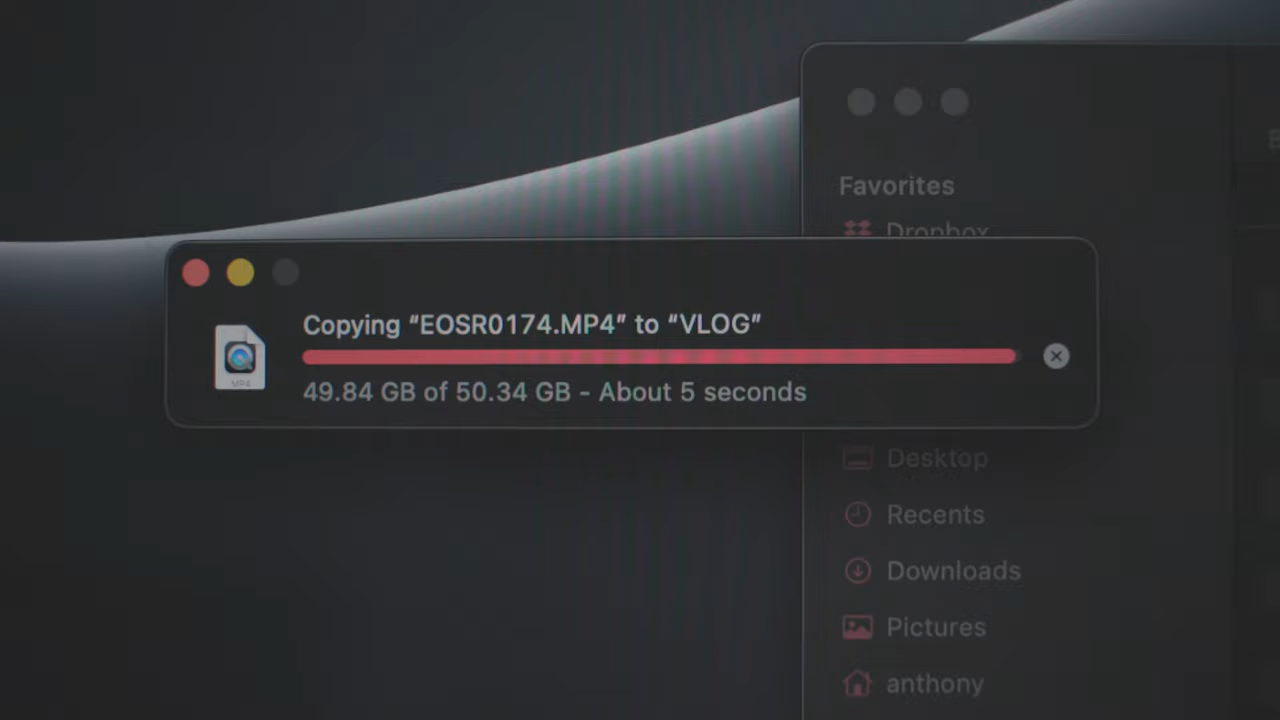 Favorites
Dropbox
Copying “EOSR0174.MP4” to “VLOG”
MP4
49.84 GB of 50.34 GB - About 5 seconds
Desktop
Recents
Downloads
Pictures
anthony